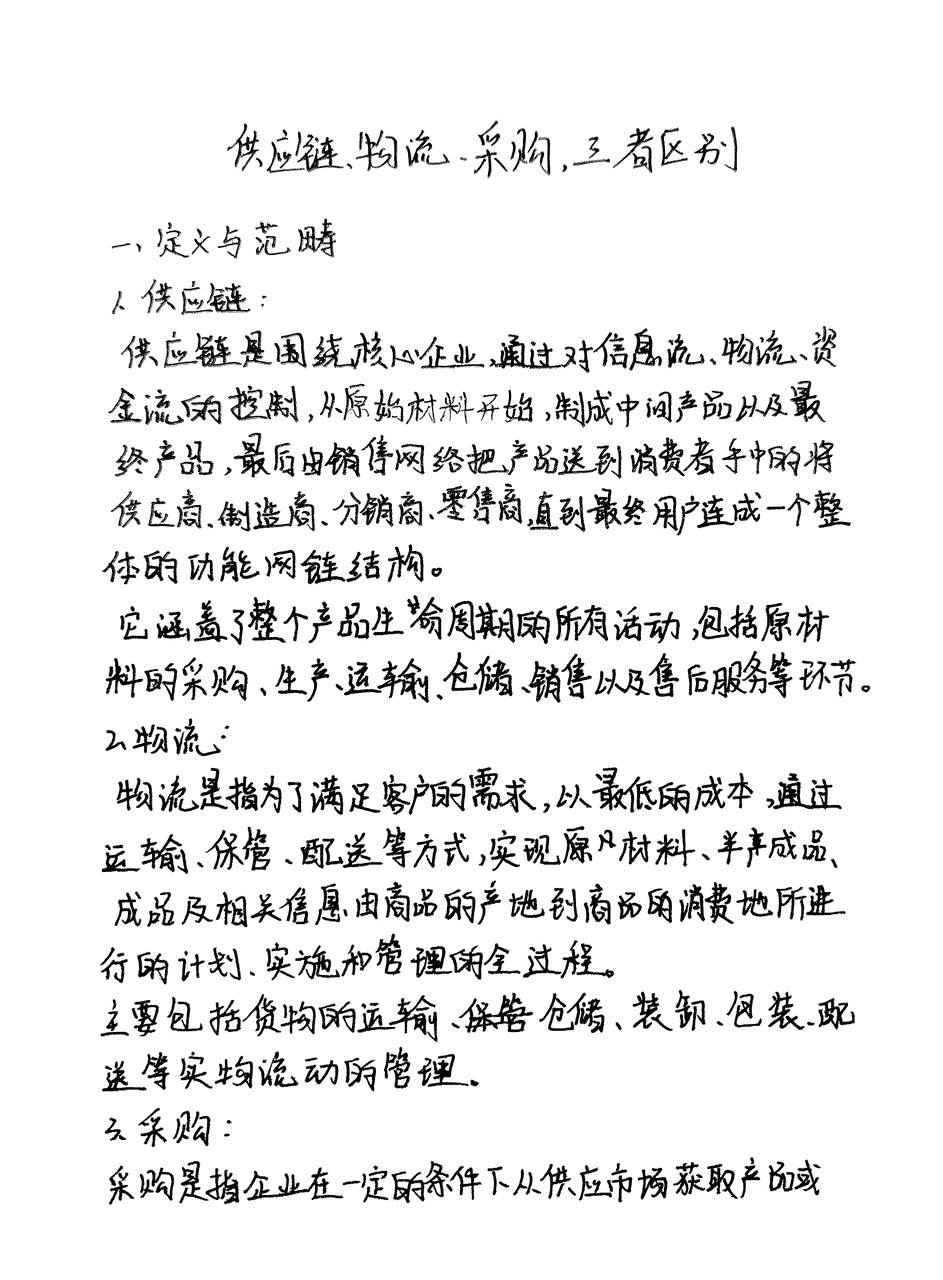 供应链、物流、采购，三者区别
一、定义与范畴
1. 供应链：
供应链是围绕核心企业，通过对信息流、物流、资
金流的控制，从原始材料开始，制成中间产品以及最
终产品，最后由销售网络把产品送到消费者手中的将
供应商、制造商、分销商、零售商，直到最终用户连成一个整
体的功能网链结构。
它涵盖了整个产品生命周期的所有活动，包括原材
料的采购、生产、运输、仓储、销售以及售后服务等环节。
2. 物流：
物流是指为了满足客户的需求，以最低的成本，通过
运输、保管、配送等方式，实现原材料、半成品、
成品及相关信息由商品的产地到商品的消费地所进
行的计划、实施和管理的全过程。
主要包括货物的运输、仓储、装卸、包装、配
送等实物流动的管理。
3. 采购：
采购是指企业在一定的条件下从供应市场获取产品或